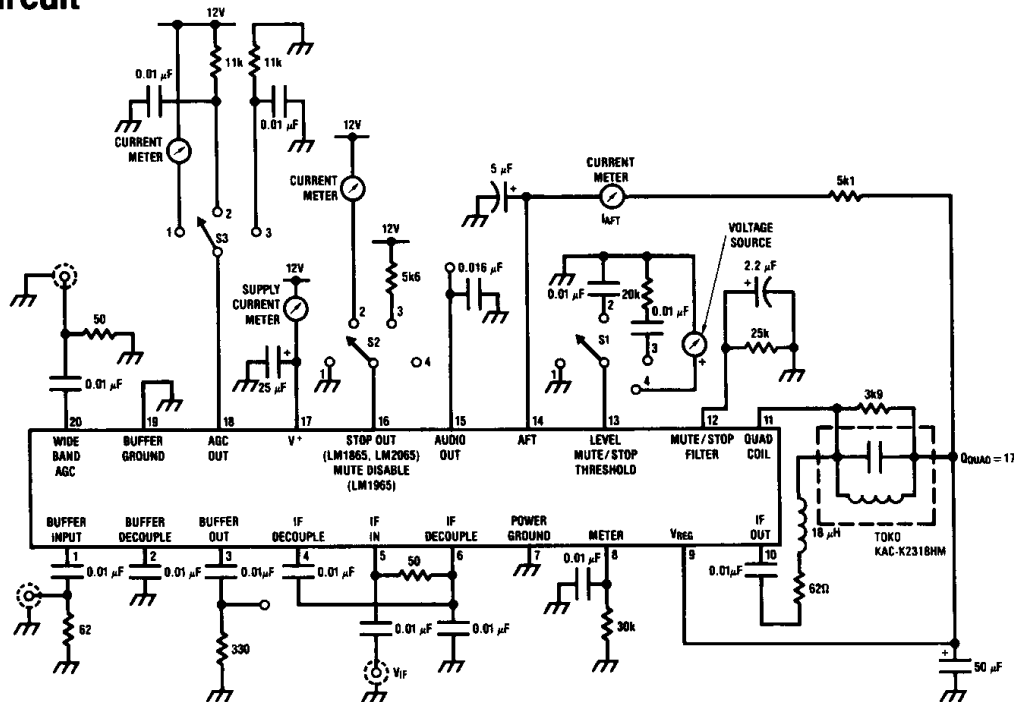 ircuit
12V
11k
11k
0.01 μF
0.01 μF
CURRENT
METER
1
2
S3
3
12V
CURRENT
METER
12V
SUPPLY
CURRENT
METER
25 μF
+
12V
5k6
2
3
S2
1
4
0.016 μF
5 μF
+
CURRENT
METER
IAFT
5k1
VOLTAGE
SOURCE
0.01 μF
20k
0.01 μF
2
3
S1
1
4
+
2.2 μF
+
25k
50
0.01 μF
3k9
QQUAD = 17
18 μH
TOKO
KAC-K2318HM
62Ω
20
WIDE
BAND
AGC
19
BUFFER
GROUND
18
AGC
OUT
17
V+
16
STOP OUT
(LM1865, LM2065)
MUTE DISABLE
(LM1965)
15
AUDIO
OUT
14
AFT
13
LEVEL
MUTE/STOP
THRESHOLD
12
MUTE/STOP
FILTER
11
QUAD
COIL
BUFFER
INPUT
1
BUFFER
DECOUPLE
2
BUFFER
OUT
3
IF
DECOUPLE
4
IF
IN
5
IF
DECOUPLE
6
POWER
GROUND
7
METER
8
VREG
9
IF
OUT
10
0.01 μF
0.01 μF
0.01μF
0.01 μF
50
0.01 μF
0.01 μF
0.01 μF
30k
0.01μF
62
330
VIF
+
50 μF